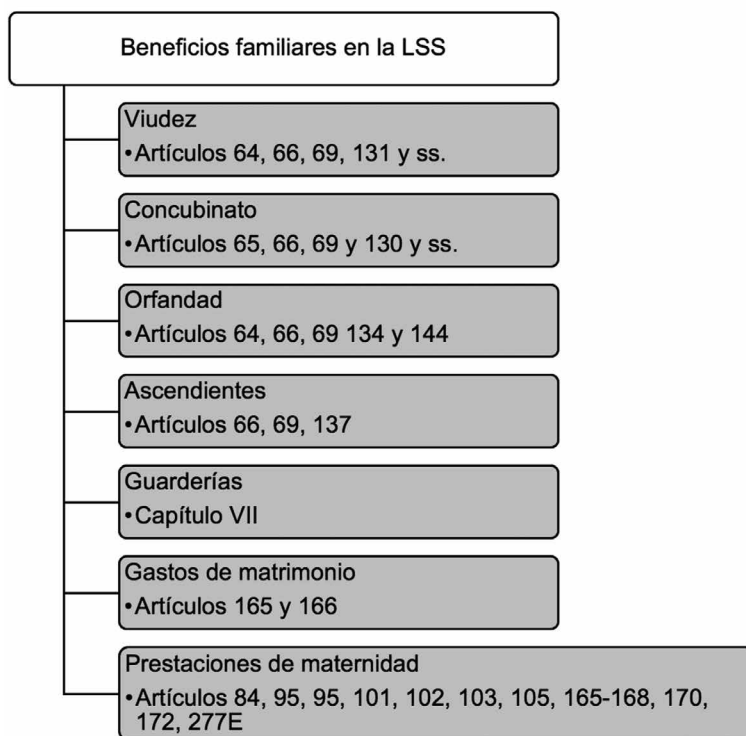 Beneficios familiares en la LSS
Viudez
•Artículos 64, 66, 69, 131 y ss.
Concubinato
•Artículos 65, 66, 69 y 130 y ss.
Orfandad
•Artículos 64, 66, 69 134 y 144
Ascendientes
•Artículos 66, 69, 137
Guarderías
•Capítulo VII
Gastos de matrimonio
•Artículos 165 y 166
Prestaciones de maternidad
•Artículos 84, 95, 95, 101, 102, 103, 105, 165-168, 170,
172, 277E